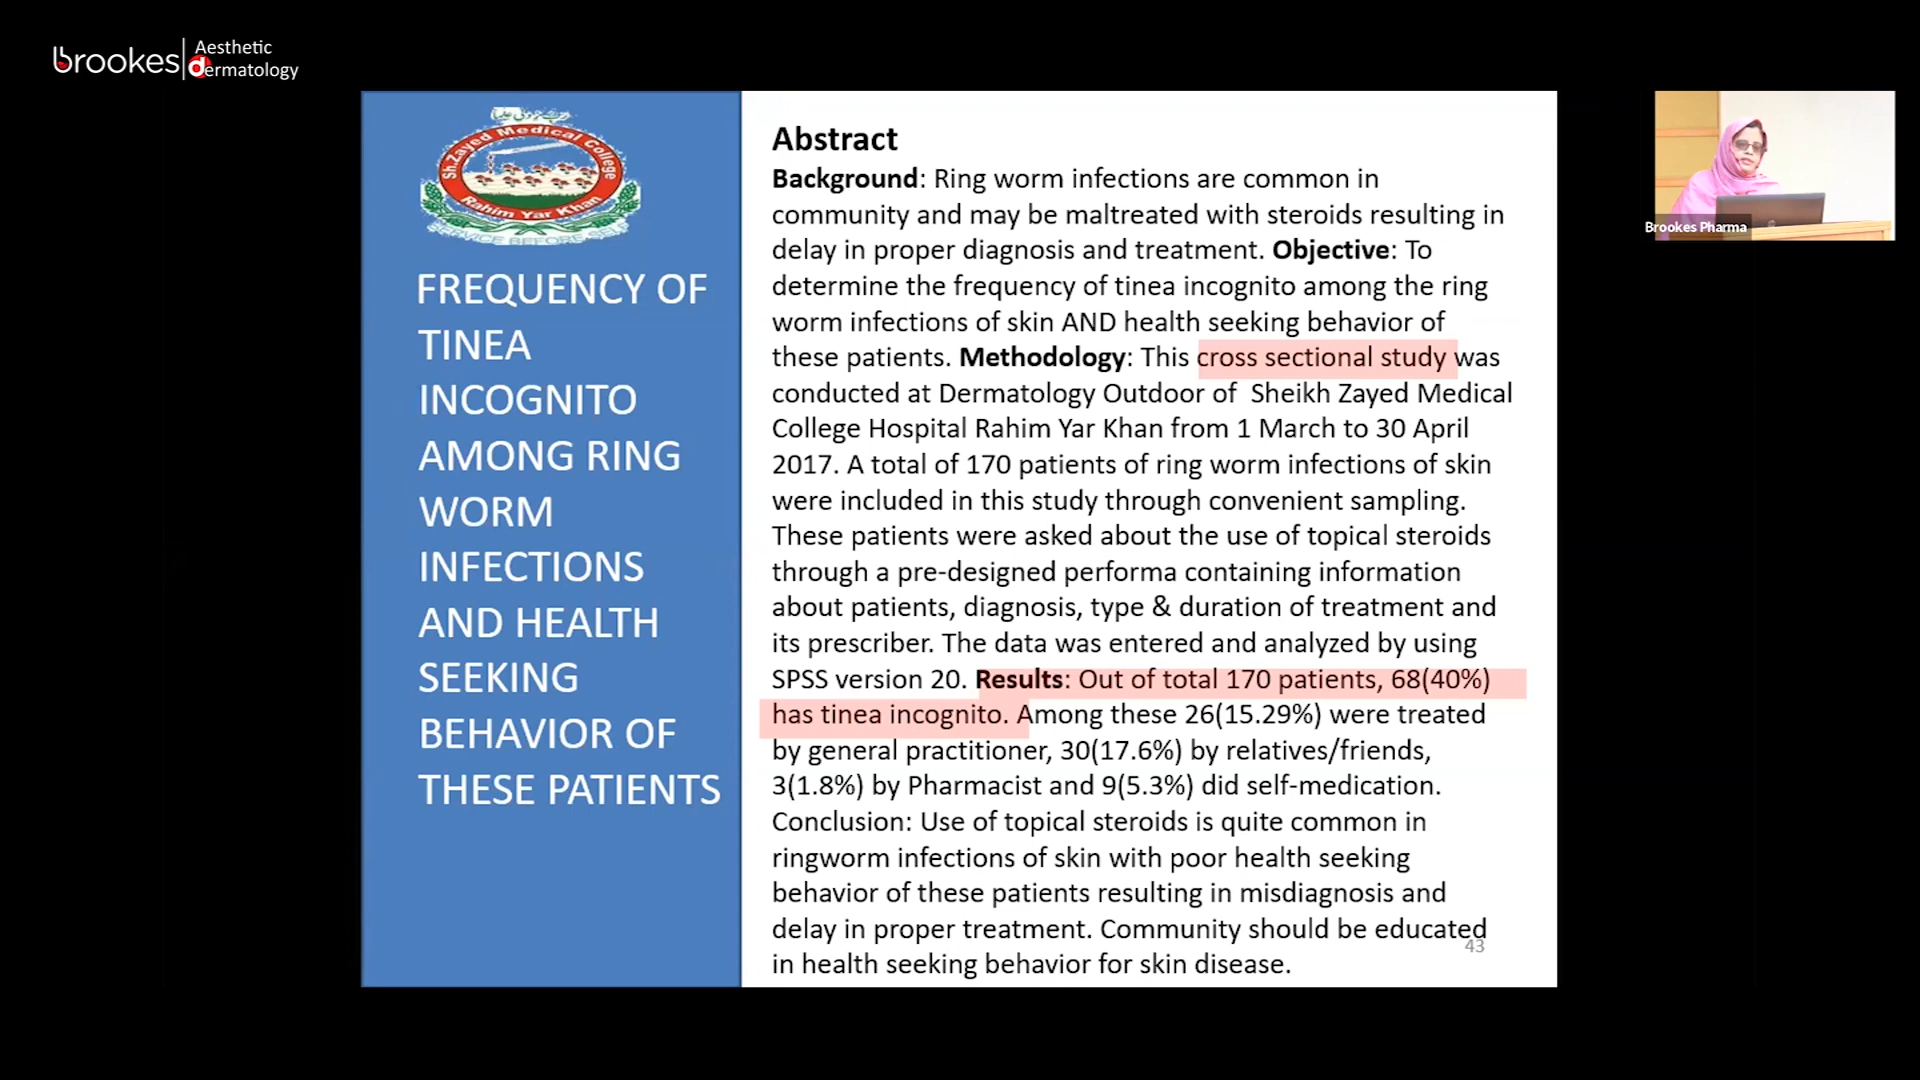 brookes
Aesthetic
dermatology
Sh.Zayed Medical College
Rahim Yar Khan
SERVICE BEFORE SELF
FREQUENCY OF
TINEA
INCOGNITO
AMONG RING
WORM
INFECTIONS
AND HEALTH
SEEKING
BEHAVIOR OF
THESE PATIENTS
Abstract
Background: Ring worm infections are common in
community and may be maltreated with steroids resulting in
delay in proper diagnosis and treatment. Objective: To
determine the frequency of tinea incognito among the ring
worm infections of skin AND health seeking behavior of
these patients. Methodology: This cross sectional study was
conducted at Dermatology Outdoor of Sheikh Zayed Medical
College Hospital Rahim Yar Khan from 1 March to 30 April
2017. A total of 170 patients of ring worm infections of skin
were included in this study through convenient sampling.
These patients were asked about the use of topical steroids
through a pre-designed performa containing information
about patients, diagnosis, type & duration of treatment and
its prescriber. The data was entered and analyzed by using
SPSS version 20. Results: Out of total 170 patients, 68(40%)
has tinea incognito. Among these 26(15.29%) were treated
by general practitioner, 30(17.6%) by relatives/friends,
3(1.8%) by Pharmacist and 9(5.3%) did self-medication.
Conclusion: Use of topical steroids is quite common in
ringworm infections of skin with poor health seeking
behavior of these patients resulting in misdiagnosis and
delay in proper treatment. Community should be educated
in health seeking behavior for skin disease.
43
Brookes Pharma